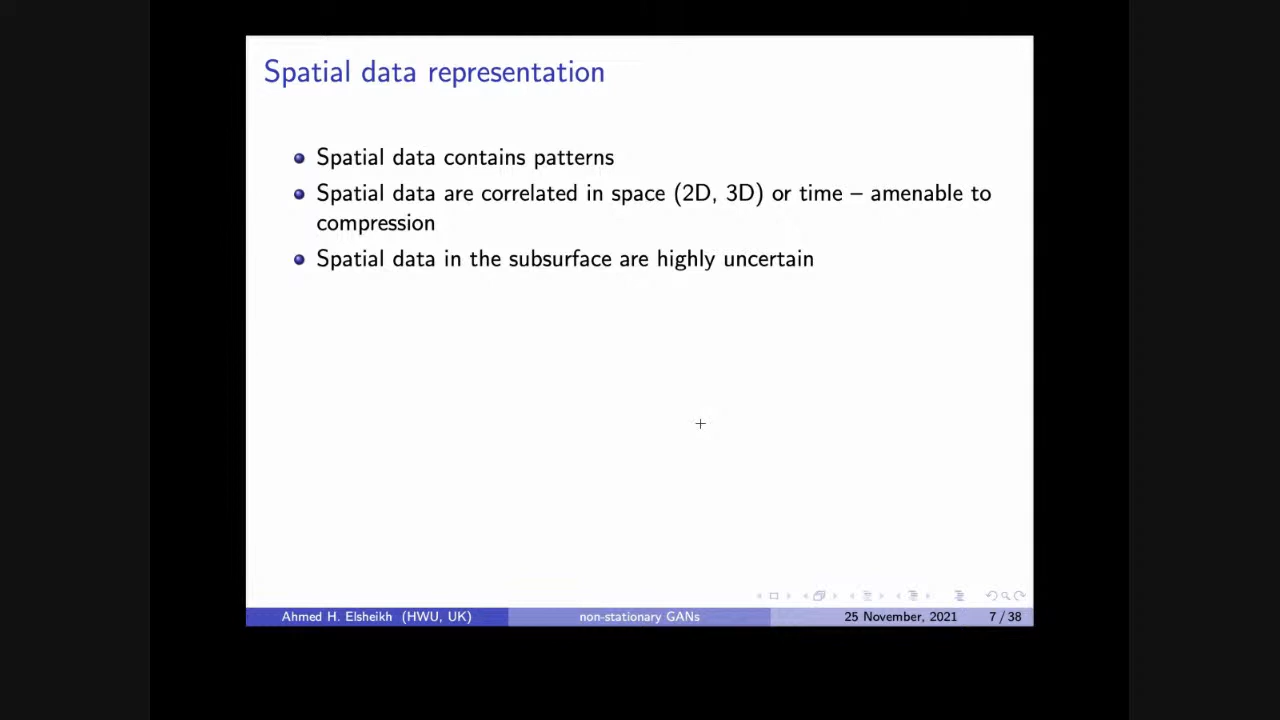 Spatial data representation
Spatial data contains patterns
Spatial data are correlated in space (2D, 3D) or time – amenable to
compression
Spatial data in the subsurface are highly uncertain
Ahmed H. Elsheikh (HWU, UK) non-stationary GANs 25 November, 2021 7 / 38